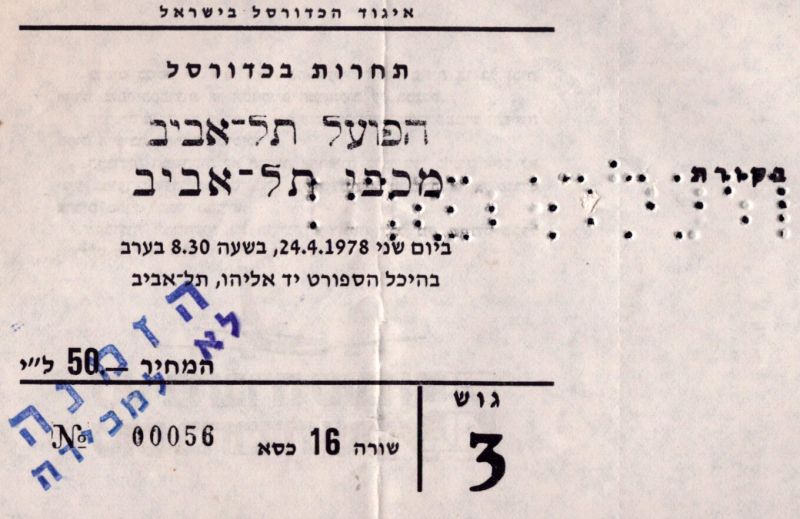 איגוד הכדורסל בישראל
תחרות בכדורסל
הפועל תל־אביב
מכבי תל־אביב
ביום שני 24.4.1978, בשעה 8.30 בערב
בהיכל הספורט יד אליהו, תל־אביב
המחיר 50.— ל״י
הזמנה
לא למכירה
בקורת
גוש
3
שורה 16 כסא
№ 00056